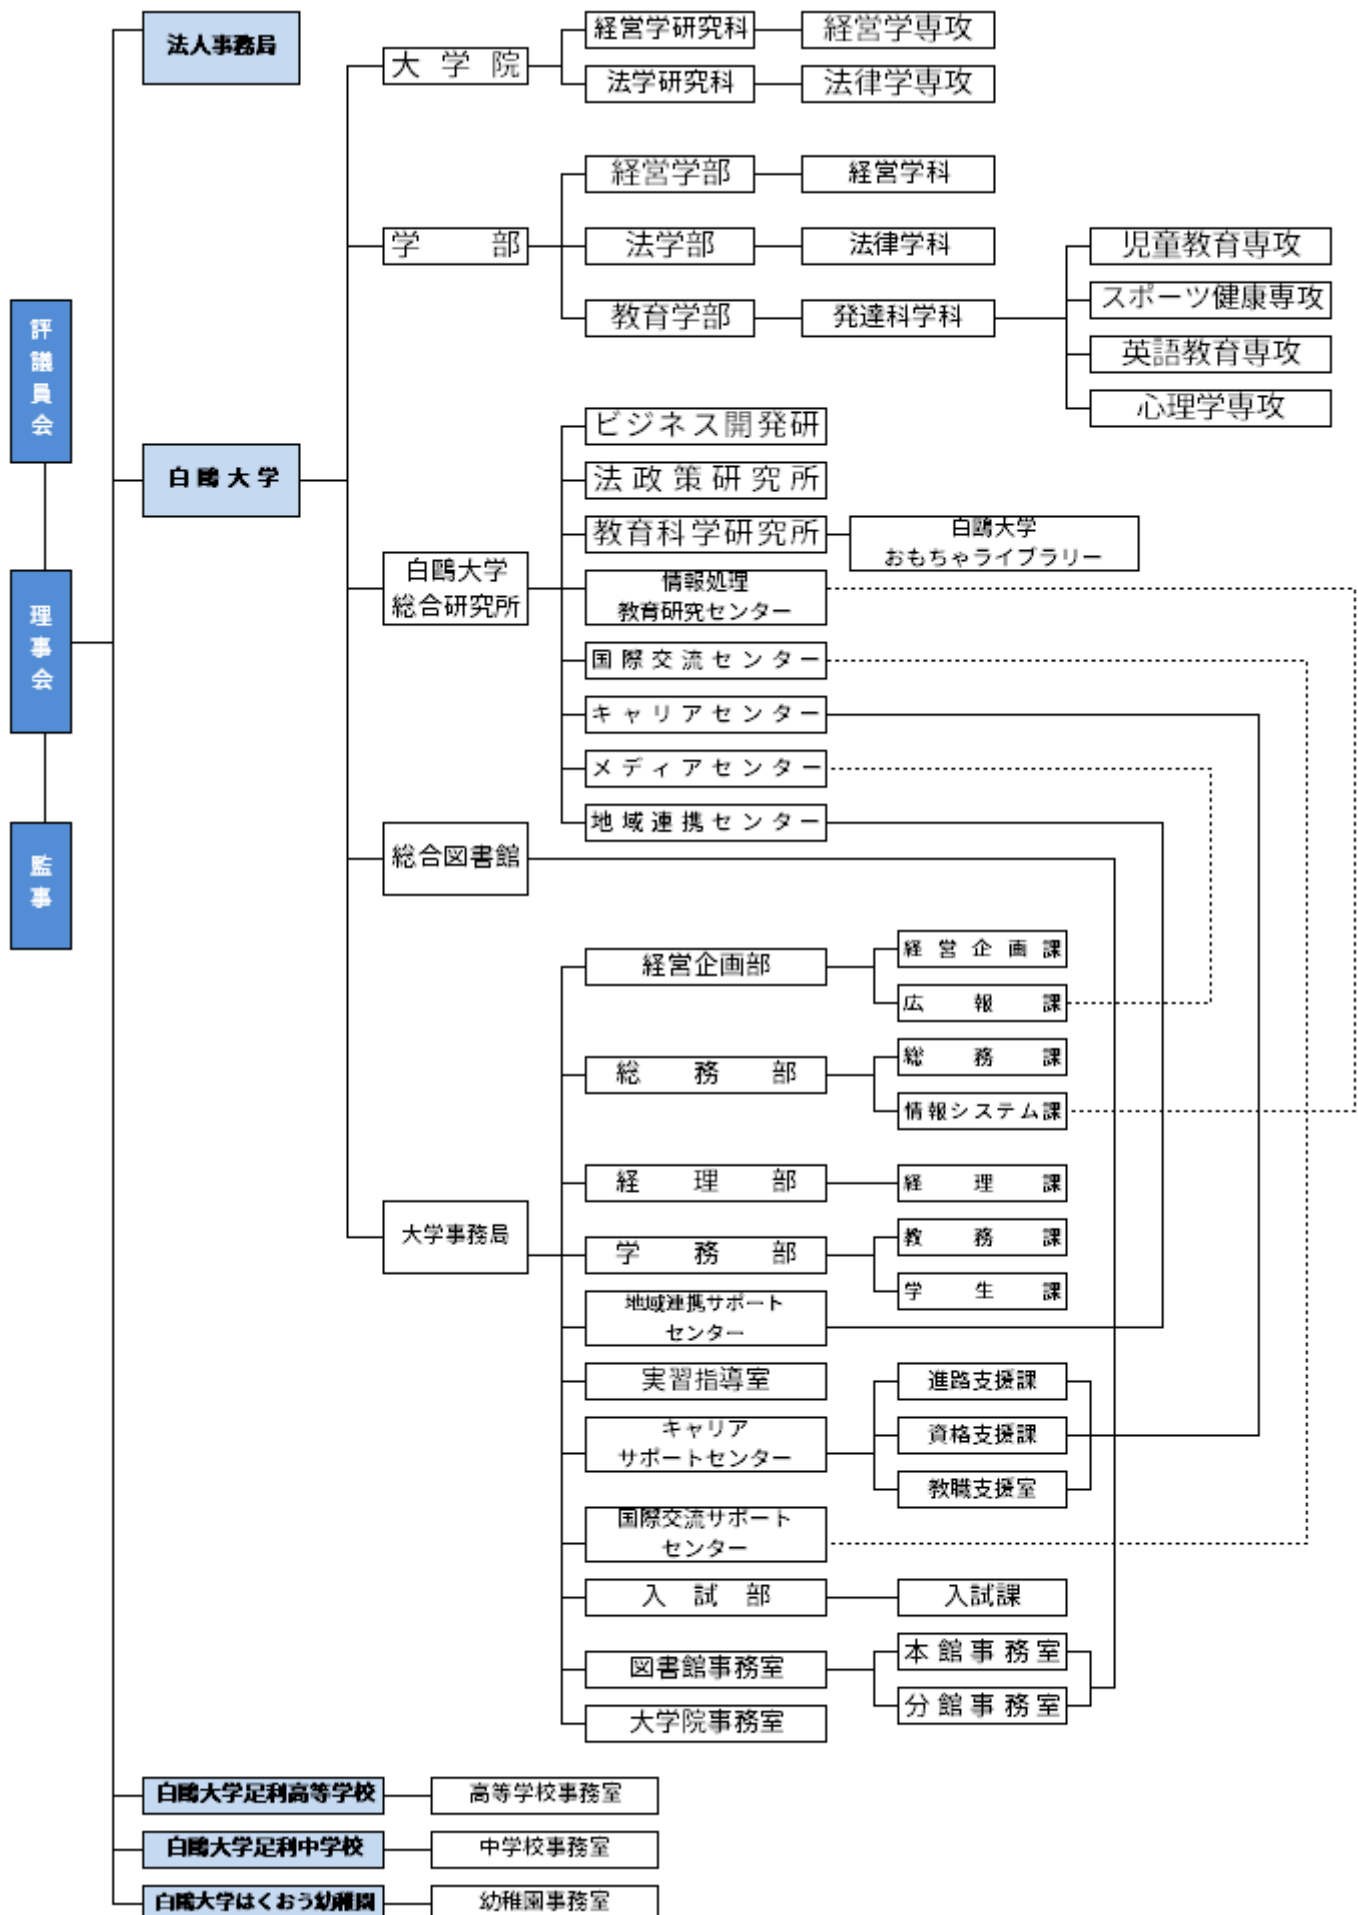 法人事務局
大学院
経営学研究科
経営学専攻
法学研究科
法律学専攻
学部
経営学部
経営学科
法学部
法律学科
教育学部
発達科学科
児童教育専攻
スポーツ健康専攻
英語教育専攻
心理学専攻
評議員会
理事会
監事
白鷗大学
白鷗大学
総合研究所
ビジネス開発研
法政策研究所
教育科学研究所
白鷗大学
おもちゃライブラリー
情報処理
教育研究センター
国際交流センター
キャリアセンター
メディアセンター
地域連携センター
総合図書館
大学事務局
経営企画部
経営企画課
広報課
総務部
総務課
情報システム課
経理部
経理課
学務部
教務課
学生課
地域連携サポート
センター
実習指導室
キャリア
サポートセンター
進路支援課
資格支援課
教職支援室
国際交流サポート
センター
入試部
入試課
図書館事務室
本館事務室
分館事務室
大学院事務室
白鷗大学足利高等学校
高等学校事務室
白鷗大学足利中学校
中学校事務室
白鷗大学はくおう幼稚園
幼稚園事務室